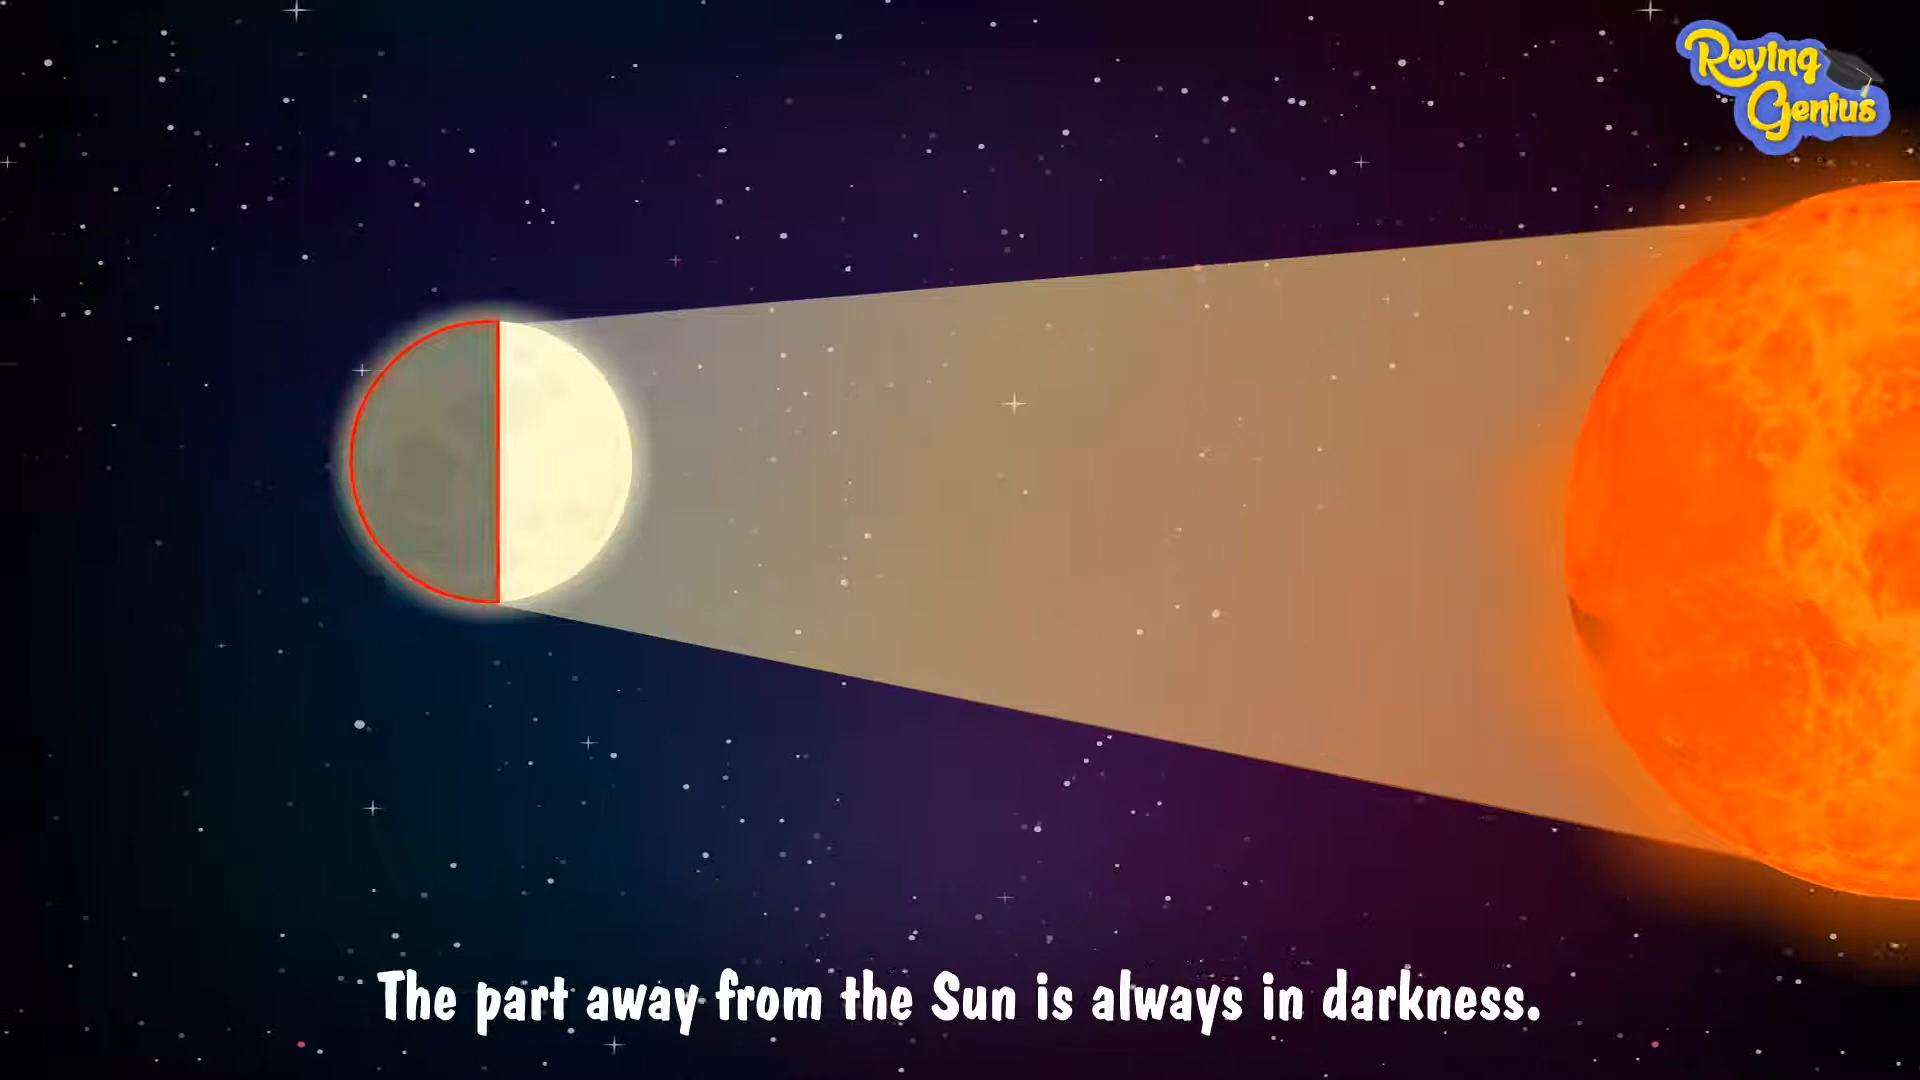 Roving
Genius
The part away from the Sun is always in darkness.